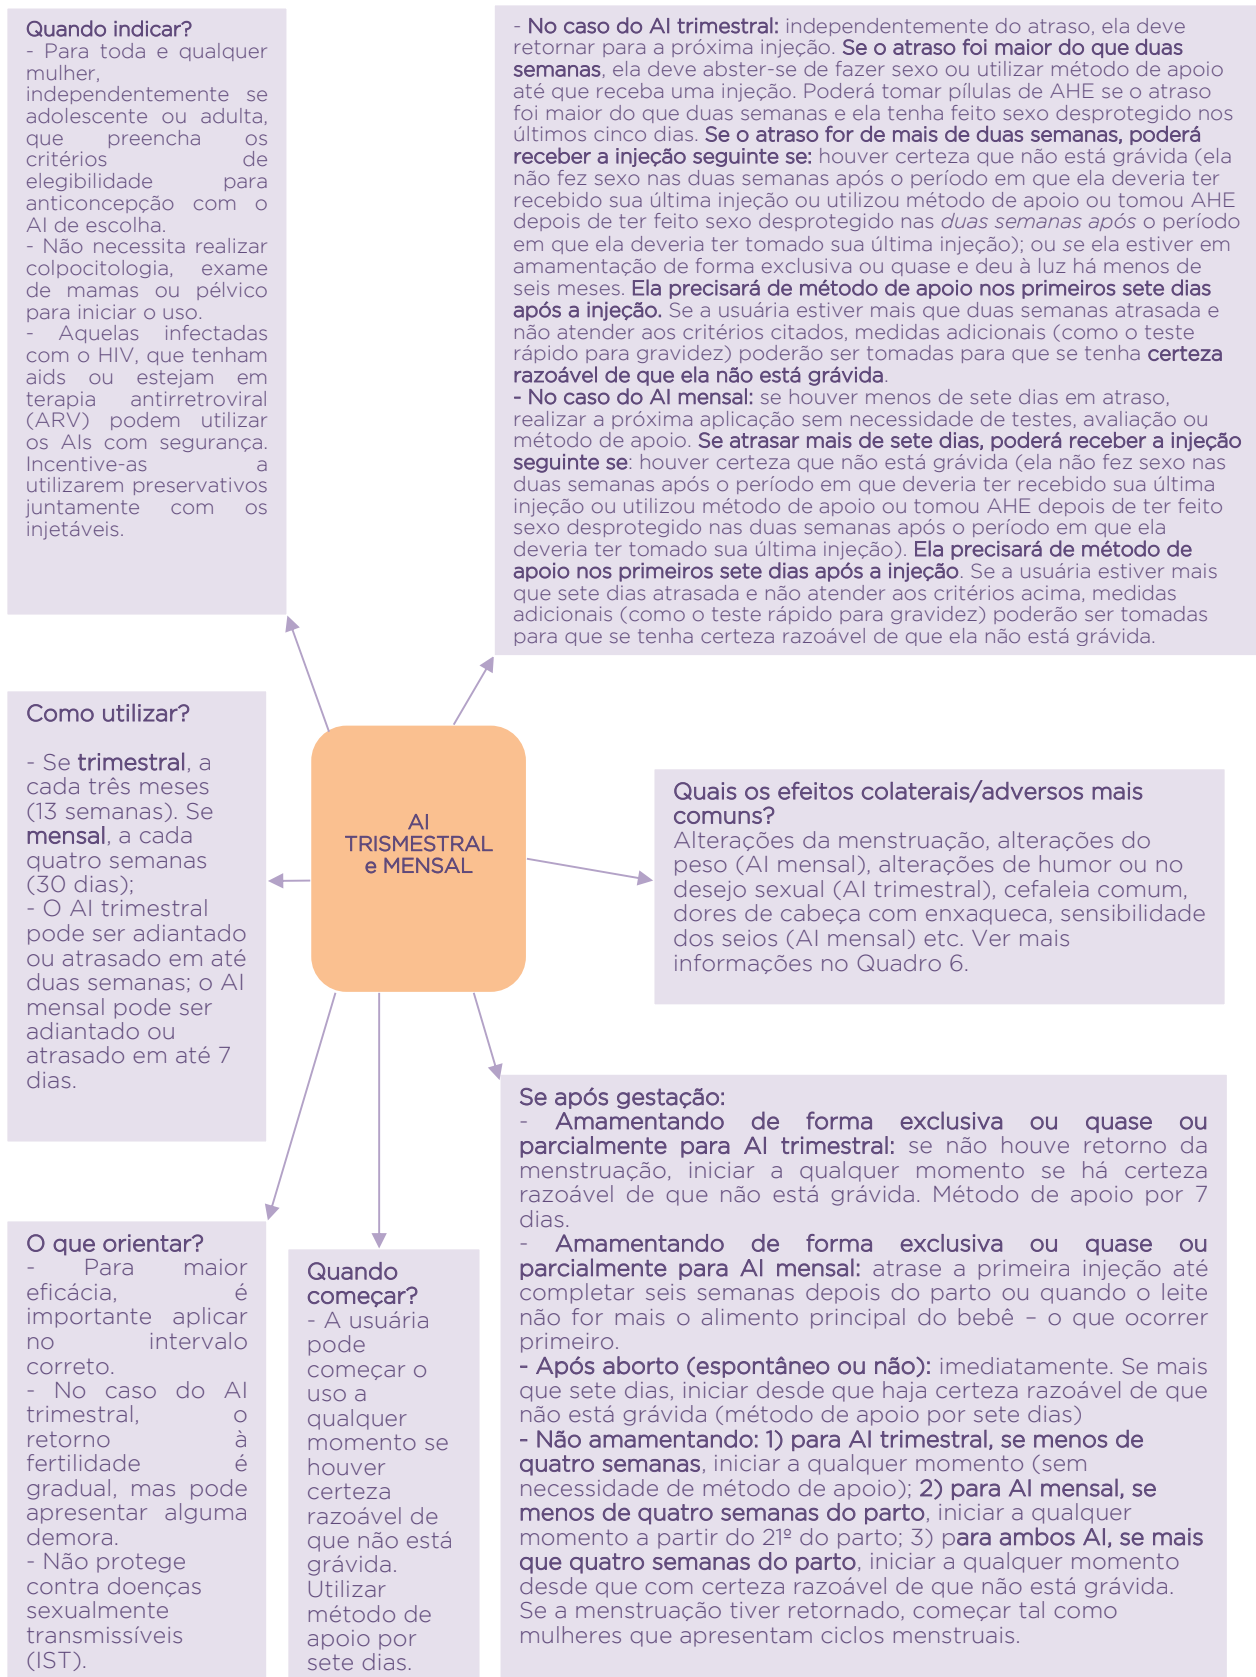 Quando indicar?
- Para toda e qualquer
mulher,
independentemente se
adolescente ou adulta,
que preencha os
critérios de
elegibilidade para
anticoncepção com o
AI de escolha.
- Não necessita realizar
colpocitologia, exame
de mamas ou pélvico
para iniciar o uso.
- Aquelas infectadas
com o HIV, que tenham
aids ou estejam em
terapia antirretroviral
(ARV) podem utilizar
os AIs com segurança.
Incentive-as a
utilizarem preservativos
juntamente com os
injetáveis.
- No caso do AI trimestral: independentemente do atraso, ela deve
retornar para a próxima injeção. Se o atraso foi maior do que duas
semanas, ela deve abster-se de fazer sexo ou utilizar método de apoio
até que receba uma injeção. Poderá tomar pílulas de AHE se o atraso
foi maior do que duas semanas e ela tenha feito sexo desprotegido nos
últimos cinco dias. Se o atraso for de mais de duas semanas, poderá
receber a injeção seguinte se: houver certeza que não está grávida (ela
não fez sexo nas duas semanas após o período em que ela deveria ter
recebido sua última injeção ou utilizou método de apoio ou tomou AHE
depois de ter feito sexo desprotegido nas duas semanas após o período
em que ela deveria ter tomado sua última injeção); ou se ela estiver em
amamentação de forma exclusiva ou quase e deu à luz há menos de
seis meses. Ela precisará de método de apoio nos primeiros sete dias
após a injeção. Se a usuária estiver mais que duas semanas atrasada e
não atender aos critérios citados, medidas adicionais (como o teste
rápido para gravidez) poderão ser tomadas para que se tenha certeza
razoável de que ela não está grávida.
- No caso do AI mensal: se houver menos de sete dias em atraso,
realizar a próxima aplicação sem necessidade de testes, avaliação ou
método de apoio. Se atrasar mais de sete dias, poderá receber a injeção
seguinte se: houver certeza que não está grávida (ela não fez sexo nas
duas semanas após o período em que deveria ter recebido sua última
injeção ou utilizou método de apoio ou tomou AHE depois de ter feito
sexo desprotegido nas duas semanas após o período em que ela
deveria ter tomado sua última injeção). Ela precisará de método de
apoio nos primeiros sete dias após a injeção. Se a usuária estiver mais
que sete dias atrasada e não atender aos critérios acima, medidas
adicionais (como o teste rápido para gravidez) poderão ser tomadas
para que se tenha certeza razoável de que ela não está grávida.
Como utilizar?
- Se trimestral, a
cada três meses
(13 semanas). Se
mensal, a cada
quatro semanas
(30 dias);
- O AI trimestral
pode ser adiantado
ou atrasado em até
duas semanas; o AI
mensal pode ser
adiantado ou
atrasado em até 7
dias.
AI
TRISMESTRAL
e MENSAL
Quais os efeitos colaterais/adversos mais
comuns?
Alterações da menstruação, alterações do
peso (AI mensal), alterações de humor ou no
desejo sexual (AI trimestral), cefaleia comum,
dores de cabeça com enxaqueca, sensibilidade
dos seios (AI mensal) etc. Ver mais
informações no Quadro 6.
O que orientar?
- Para maior
eficácia, é
importante aplicar
no intervalo
correto.
- No caso do AI
trimestral, o
retorno à
fertilidade é
gradual, mas pode
apresentar alguma
demora.
- Não protege
contra doenças
sexualmente
transmissíveis
(IST).
Quando
começar?
- A usuária
pode
começar o
uso a
qualquer
momento se
houver
certeza
razoável de
que não está
grávida.
Utilizar
método de
apoio por
sete dias.
Se após gestação:
- Amamentando de forma exclusiva ou quase ou
parcialmente para AI trimestral: se não houve retorno da
menstruação, iniciar a qualquer momento se há certeza
razoável de que não está grávida. Método de apoio por 7
dias.
- Amamentando de forma exclusiva ou quase ou
parcialmente para AI mensal: atrase a primeira injeção até
completar seis semanas depois do parto ou quando o leite
não for mais o alimento principal do bebê – o que ocorrer
primeiro.
- Após aborto (espontâneo ou não): imediatamente. Se mais
que sete dias, iniciar desde que haja certeza razoável de que
não está grávida (método de apoio por sete dias)
- Não amamentando: 1) para AI trimestral, se menos de
quatro semanas, iniciar a qualquer momento (sem
necessidade de método de apoio); 2) para AI mensal, se
menos de quatro semanas do parto, iniciar a qualquer
momento a partir do 21º do parto; 3) para ambos AI, se mais
que quatro semanas do parto, iniciar a qualquer momento
desde que com certeza razoável de que não está grávida.
Se a menstruação tiver retornado, começar tal como
mulheres que apresentam ciclos menstruais.